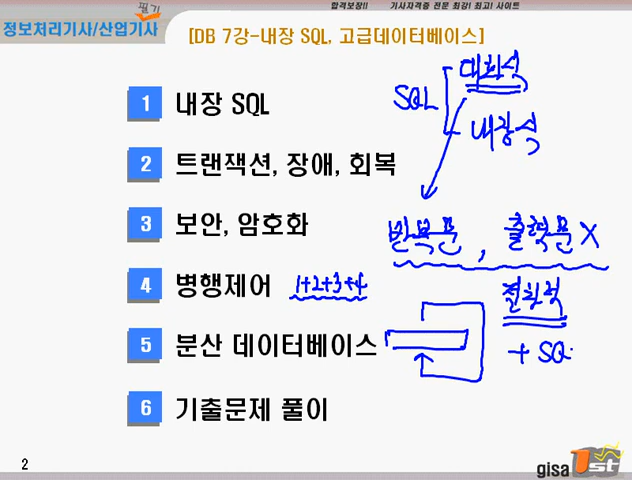 필기
합격보장!! 기사자격증 전문 최강! 최고! 사이트
정보처리기사/산업기사
[DB 7강-내장 SQL, 고급데이터베이스]
대화식
SQL
내장식
1 내장 SQL
2 트랜잭션, 장애, 회복
3 보안, 암호화
반복문, 출력문 X
4 병행제어 1+2+3+4
절차적
5 분산 데이터베이스
+ SQ
6 기출문제 풀이
2
gisa 1st